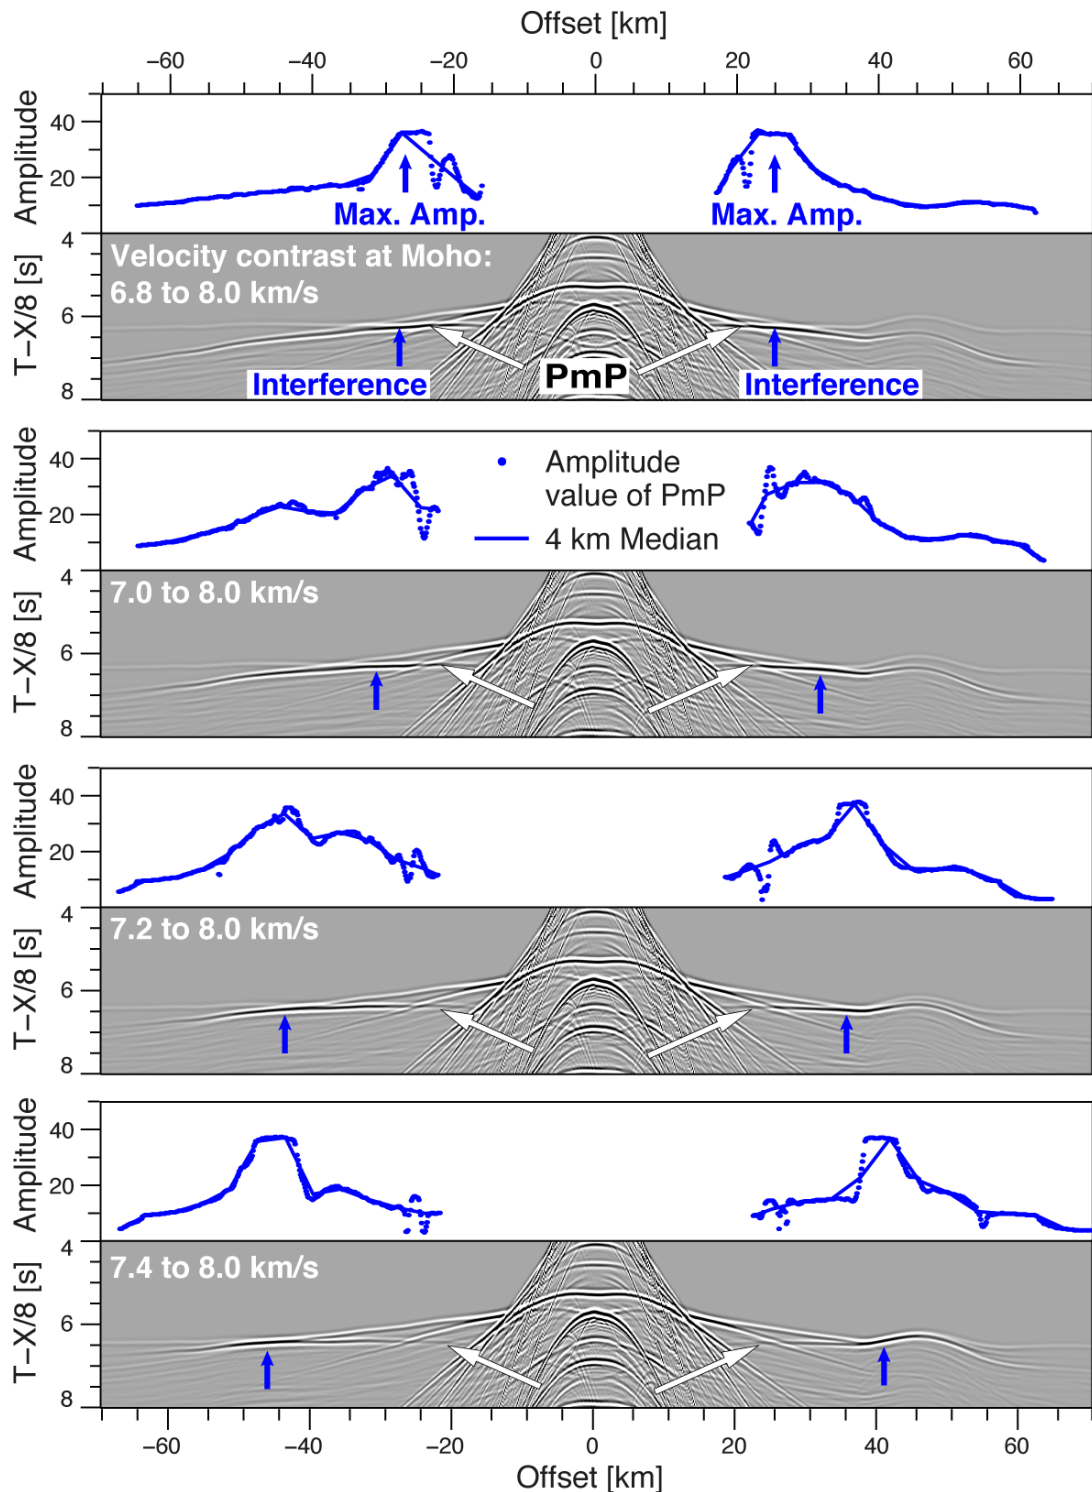 Offset [km]
−60 −40 −20 0 20 40 60
Amplitude
40
20
Max. Amp. Max. Amp.
T−X/8 [s]
4
6
8
Velocity contrast at Moho:
6.8 to 8.0 km/s
Interference PmP Interference
Amplitude
40
20
Amplitude
value of PmP
4 km Median
T−X/8 [s]
4
6
8
7.0 to 8.0 km/s
Amplitude
40
20
T−X/8 [s]
4
6
8
7.2 to 8.0 km/s
Amplitude
40
20
T−X/8 [s]
4
6
8
7.4 to 8.0 km/s
−60 −40 −20 0 20 40 60
Offset [km]